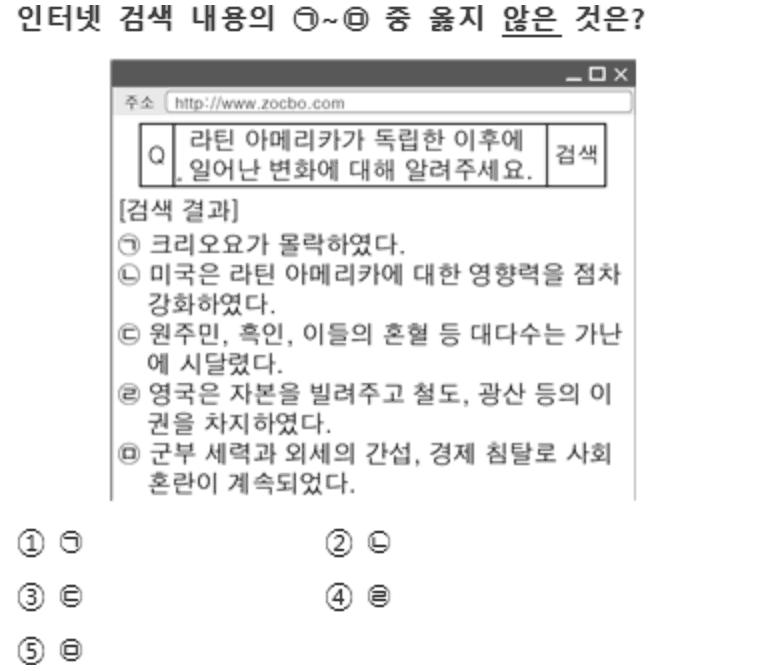 인터넷 검색 내용의 ㉠~㉤ 중 옳지 않은 것은?
주소 http://www.zocbo.com
Q 라틴 아메리카가 독립한 이후에 일어난 변화에 대해 알려주세요. 검색
[검색 결과]
㉠ 크리오요가 몰락하였다.
㉡ 미국은 라틴 아메리카에 대한 영향력을 점차
강화하였다.
㉢ 원주민, 흑인, 이들의 혼혈 등 대다수는 가난
에 시달렸다.
㉣ 영국은 자본을 빌려주고 철도, 광산 등의 이
권을 차지하였다.
㉤ 군부 세력과 외세의 간섭, 경제 침탈로 사회
혼란이 계속되었다.
① ㉠ ② ㉡
③ ㉢ ④ ㉣
⑤ ㉤